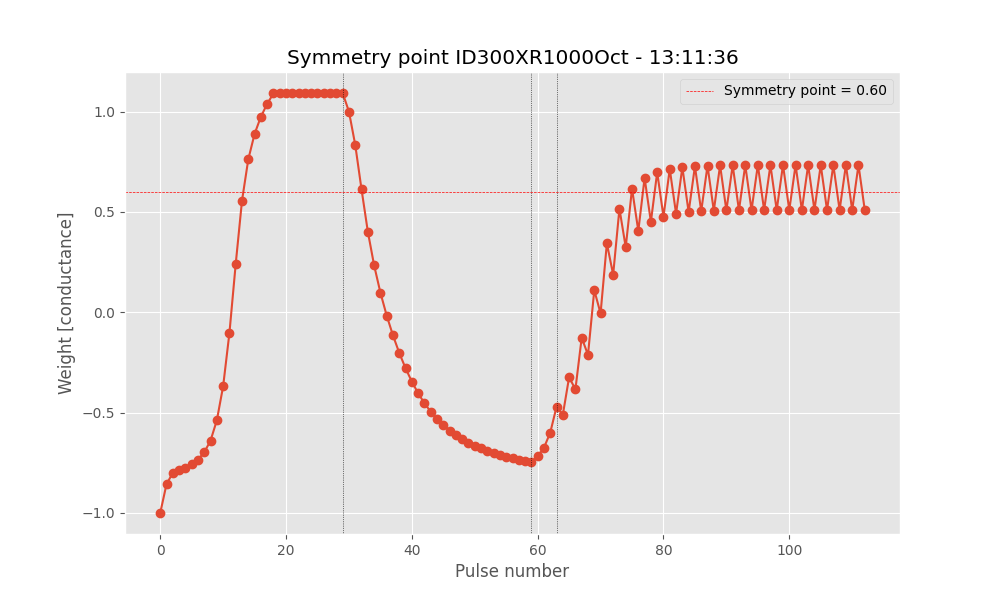 Symmetry point ID300XR1000Oct - 13:11:36
Symmetry point = 0.60
Weight [conductance]
1.0
0.5
0.0
−0.5
−1.0
0 20 40 60 80 100
Pulse number